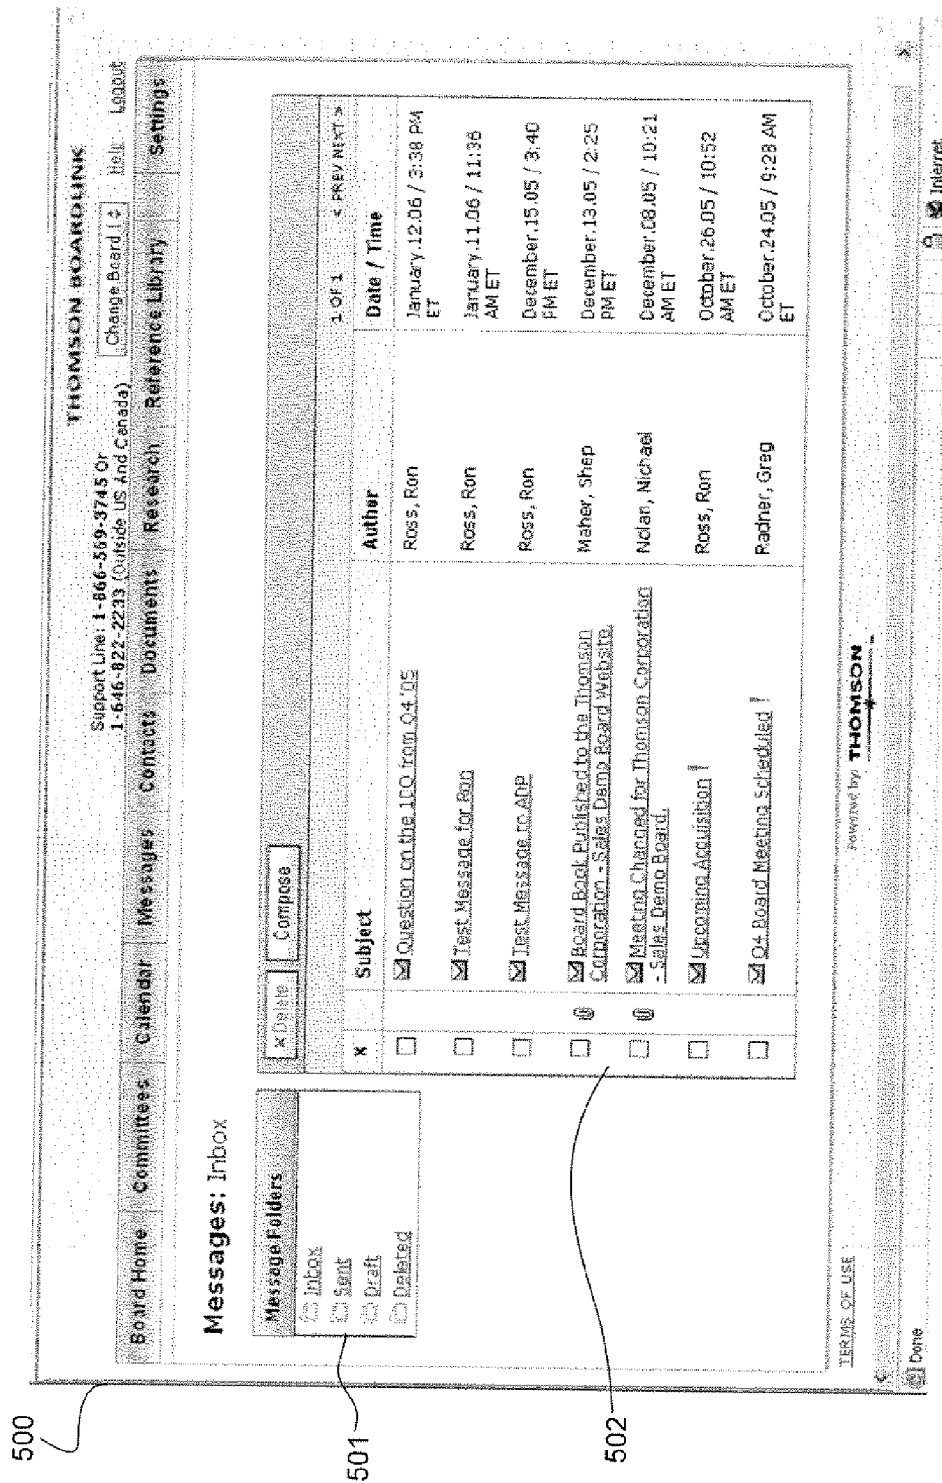 500
THOMSON BOARDLINK
Support Line: 1-866-569-3745 Or
1-646-822-2233 (Outside US And Canada)
Change Board
Help
Logout
Board Home Committees Calendar Messages Contacts Documents Research Reference Library Settings
Messages: Inbox
Message Folders
Inbox
Sent
Draft
Deleted
501
x Delete Compose
1 OF 1 < PREV NEXT >
x Subject Author Date / Time
Question on the 10Q from Q4 '05 Ross, Ron January.12.06 / 3:38 PM
ET
Test Message for Ron Ross, Ron January.11.06 / 11:36
AM ET
Test Message to ADP Ross, Ron December.15.05 / 3:40
PM ET
Board Book Published to the Thomson Maher, Shep December.13.05 / 2:25
Corporation - Sales Demo Board Website. PM ET
Meeting Changed for Thomson Corporation Nolan, Michael December.08.05 / 10:21
- Sales Demo Board. AM ET
Upcoming Acquisition ! Ross, Ron October.26.05 / 10:52
AM ET
Q4 Board Meeting Scheduled ! Radner, Greg October.24.05 / 9:28 AM
ET
502
TERMS OF USE
Powered by THOMSON
Done
Internet